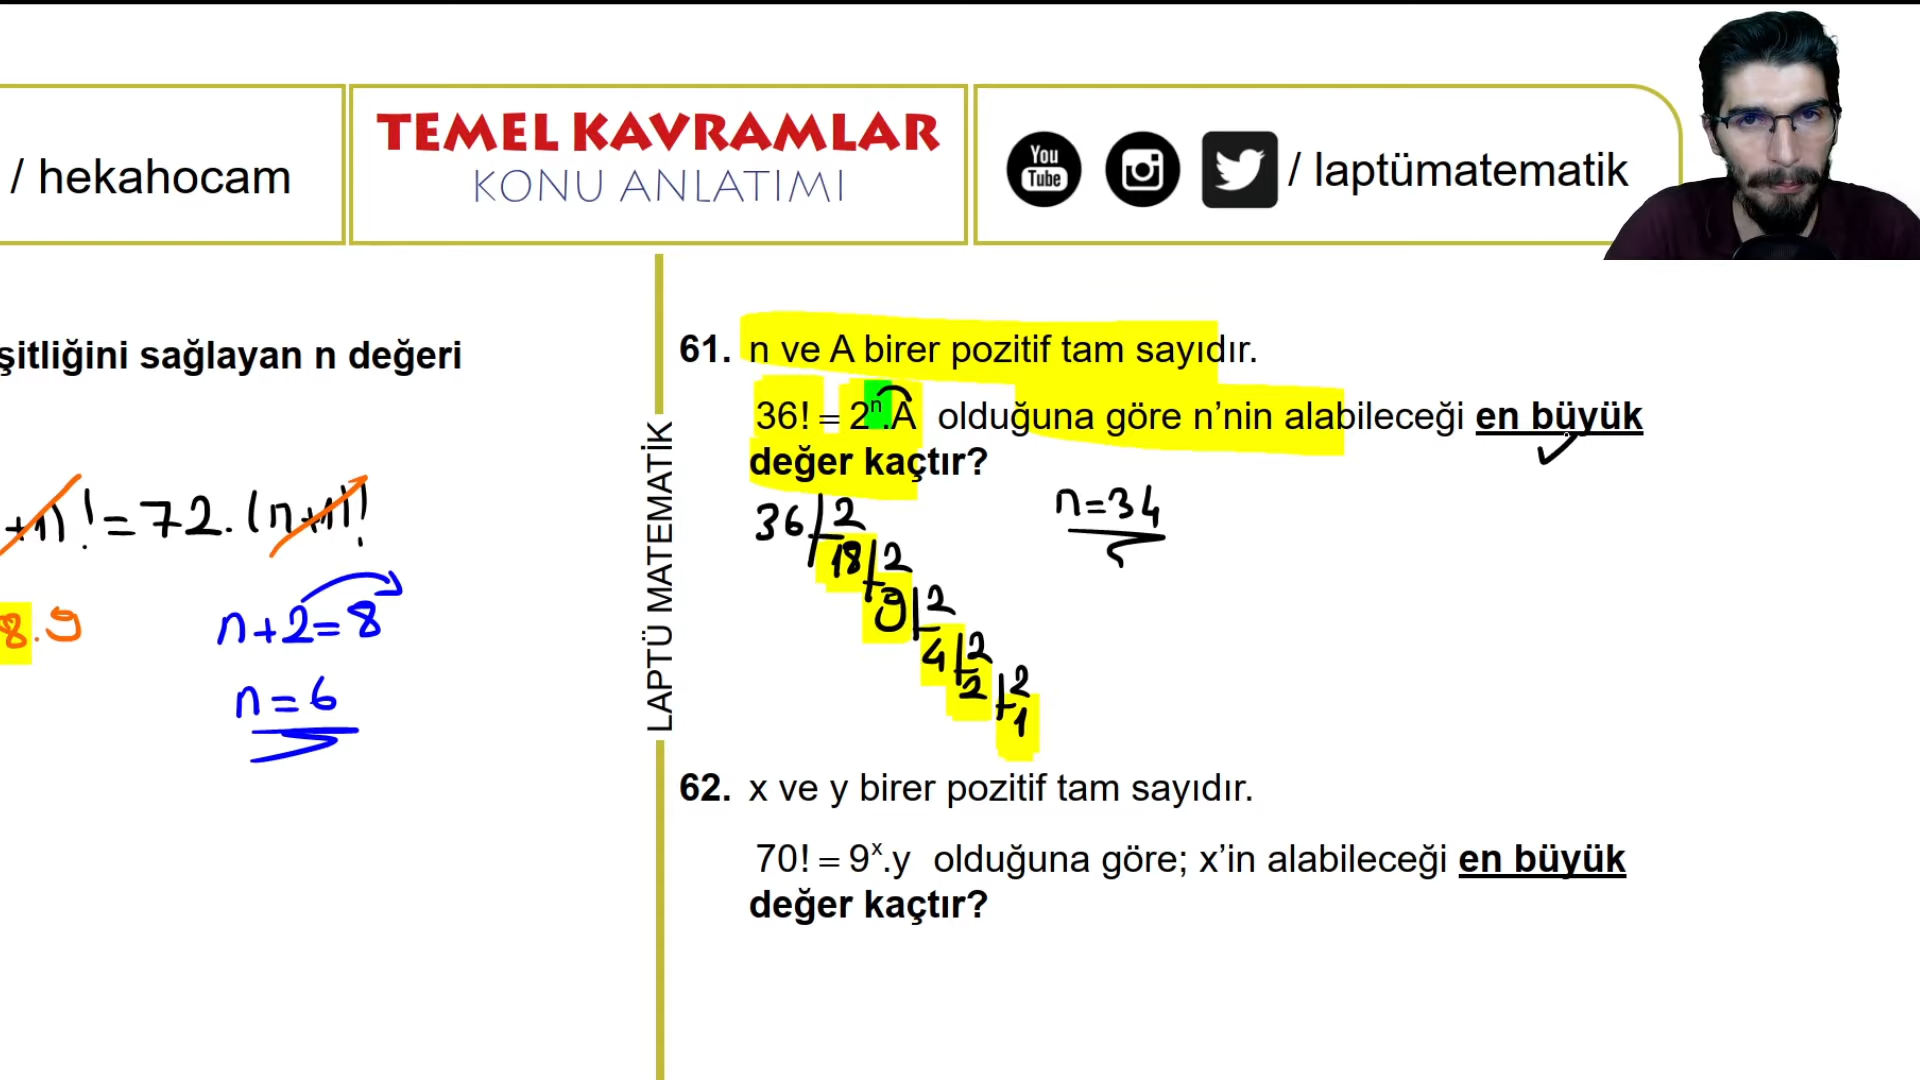 / hekahocam
TEMEL KAVRAMLAR
KONU ANLATIMI
You
Tube
/ laptümatematik
şitliğini sağlayan n değeri
+n)! = 72.(n+1)!
8.9
n+2=8
n=6
LAPTÜ MATEMATİK
61. n ve A birer pozitif tam sayıdır.
36! = 2ⁿ.A olduğuna göre n’nin alabileceği en büyük
değer kaçtır?
36 2
18 2
9 2
4 2
2 2
1
n=34
62. x ve y birer pozitif tam sayıdır.
70! = 9ˣ.y olduğuna göre; x’in alabileceği en büyük
değer kaçtır?